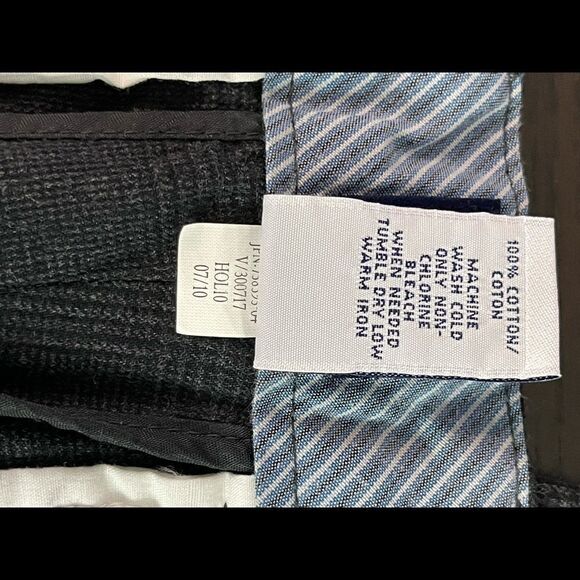 100% COTTON/
COTON
MACHINE
WASH COLD
ONLY NON-
CHLORINE
BLEACH
WHEN NEEDED
TUMBLE DRY LOW
WARM IRON
V/300717
HOL10
07/10